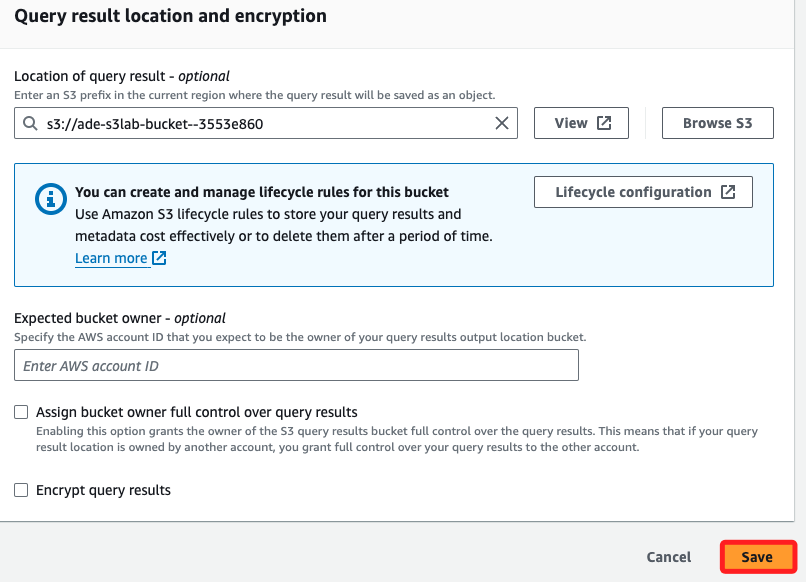 Query result location and encryption
Location of query result - optional
Enter an S3 prefix in the current region where the query result will be saved as an object.
s3://ade-s3lab-bucket--3553e860
View
Browse S3
You can create and manage lifecycle rules for this bucket
Lifecycle configuration
Use Amazon S3 lifecycle rules to store your query results and
metadata cost effectively or to delete them after a period of time.
Learn more
Expected bucket owner - optional
Specify the AWS account ID that you expect to be the owner of your query results output location bucket.
Enter AWS account ID
Assign bucket owner full control over query results
Enabling this option grants the owner of the S3 query results bucket full control over the query results. This means that if your query
result location is owned by another account, you grant full control over your query results to the other account.
Encrypt query results
Cancel
Save